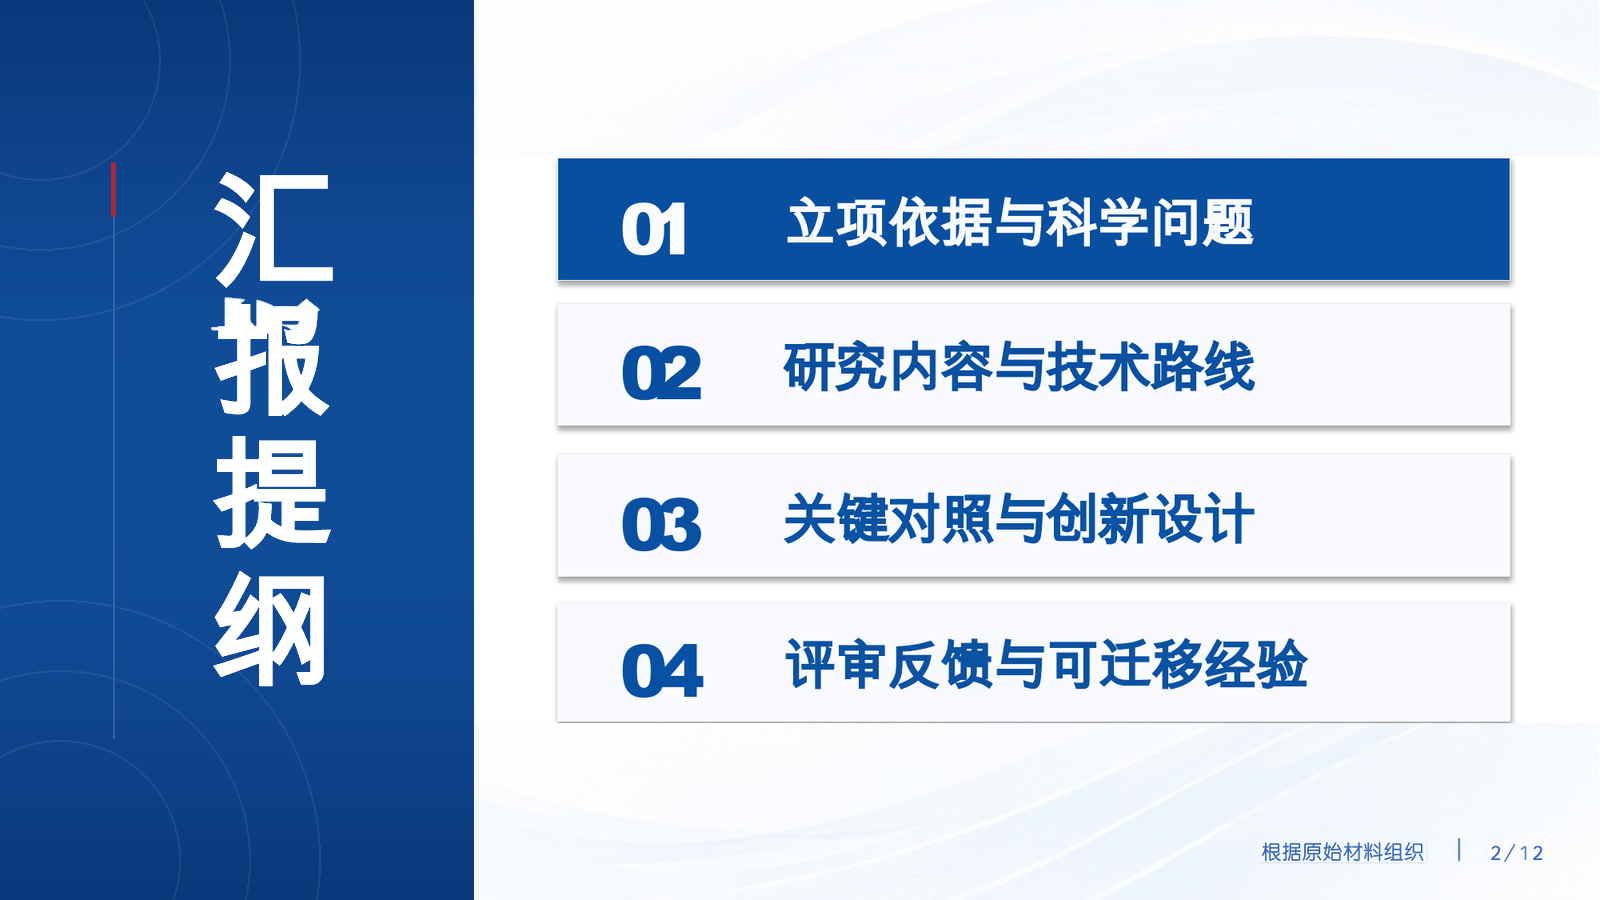 汇报提纲
01 立项依据与科学问题
02 研究内容与技术路线
03 关键对照与创新设计
04 评审反馈与可迁移经验
根据原始材料组织 | 2/12